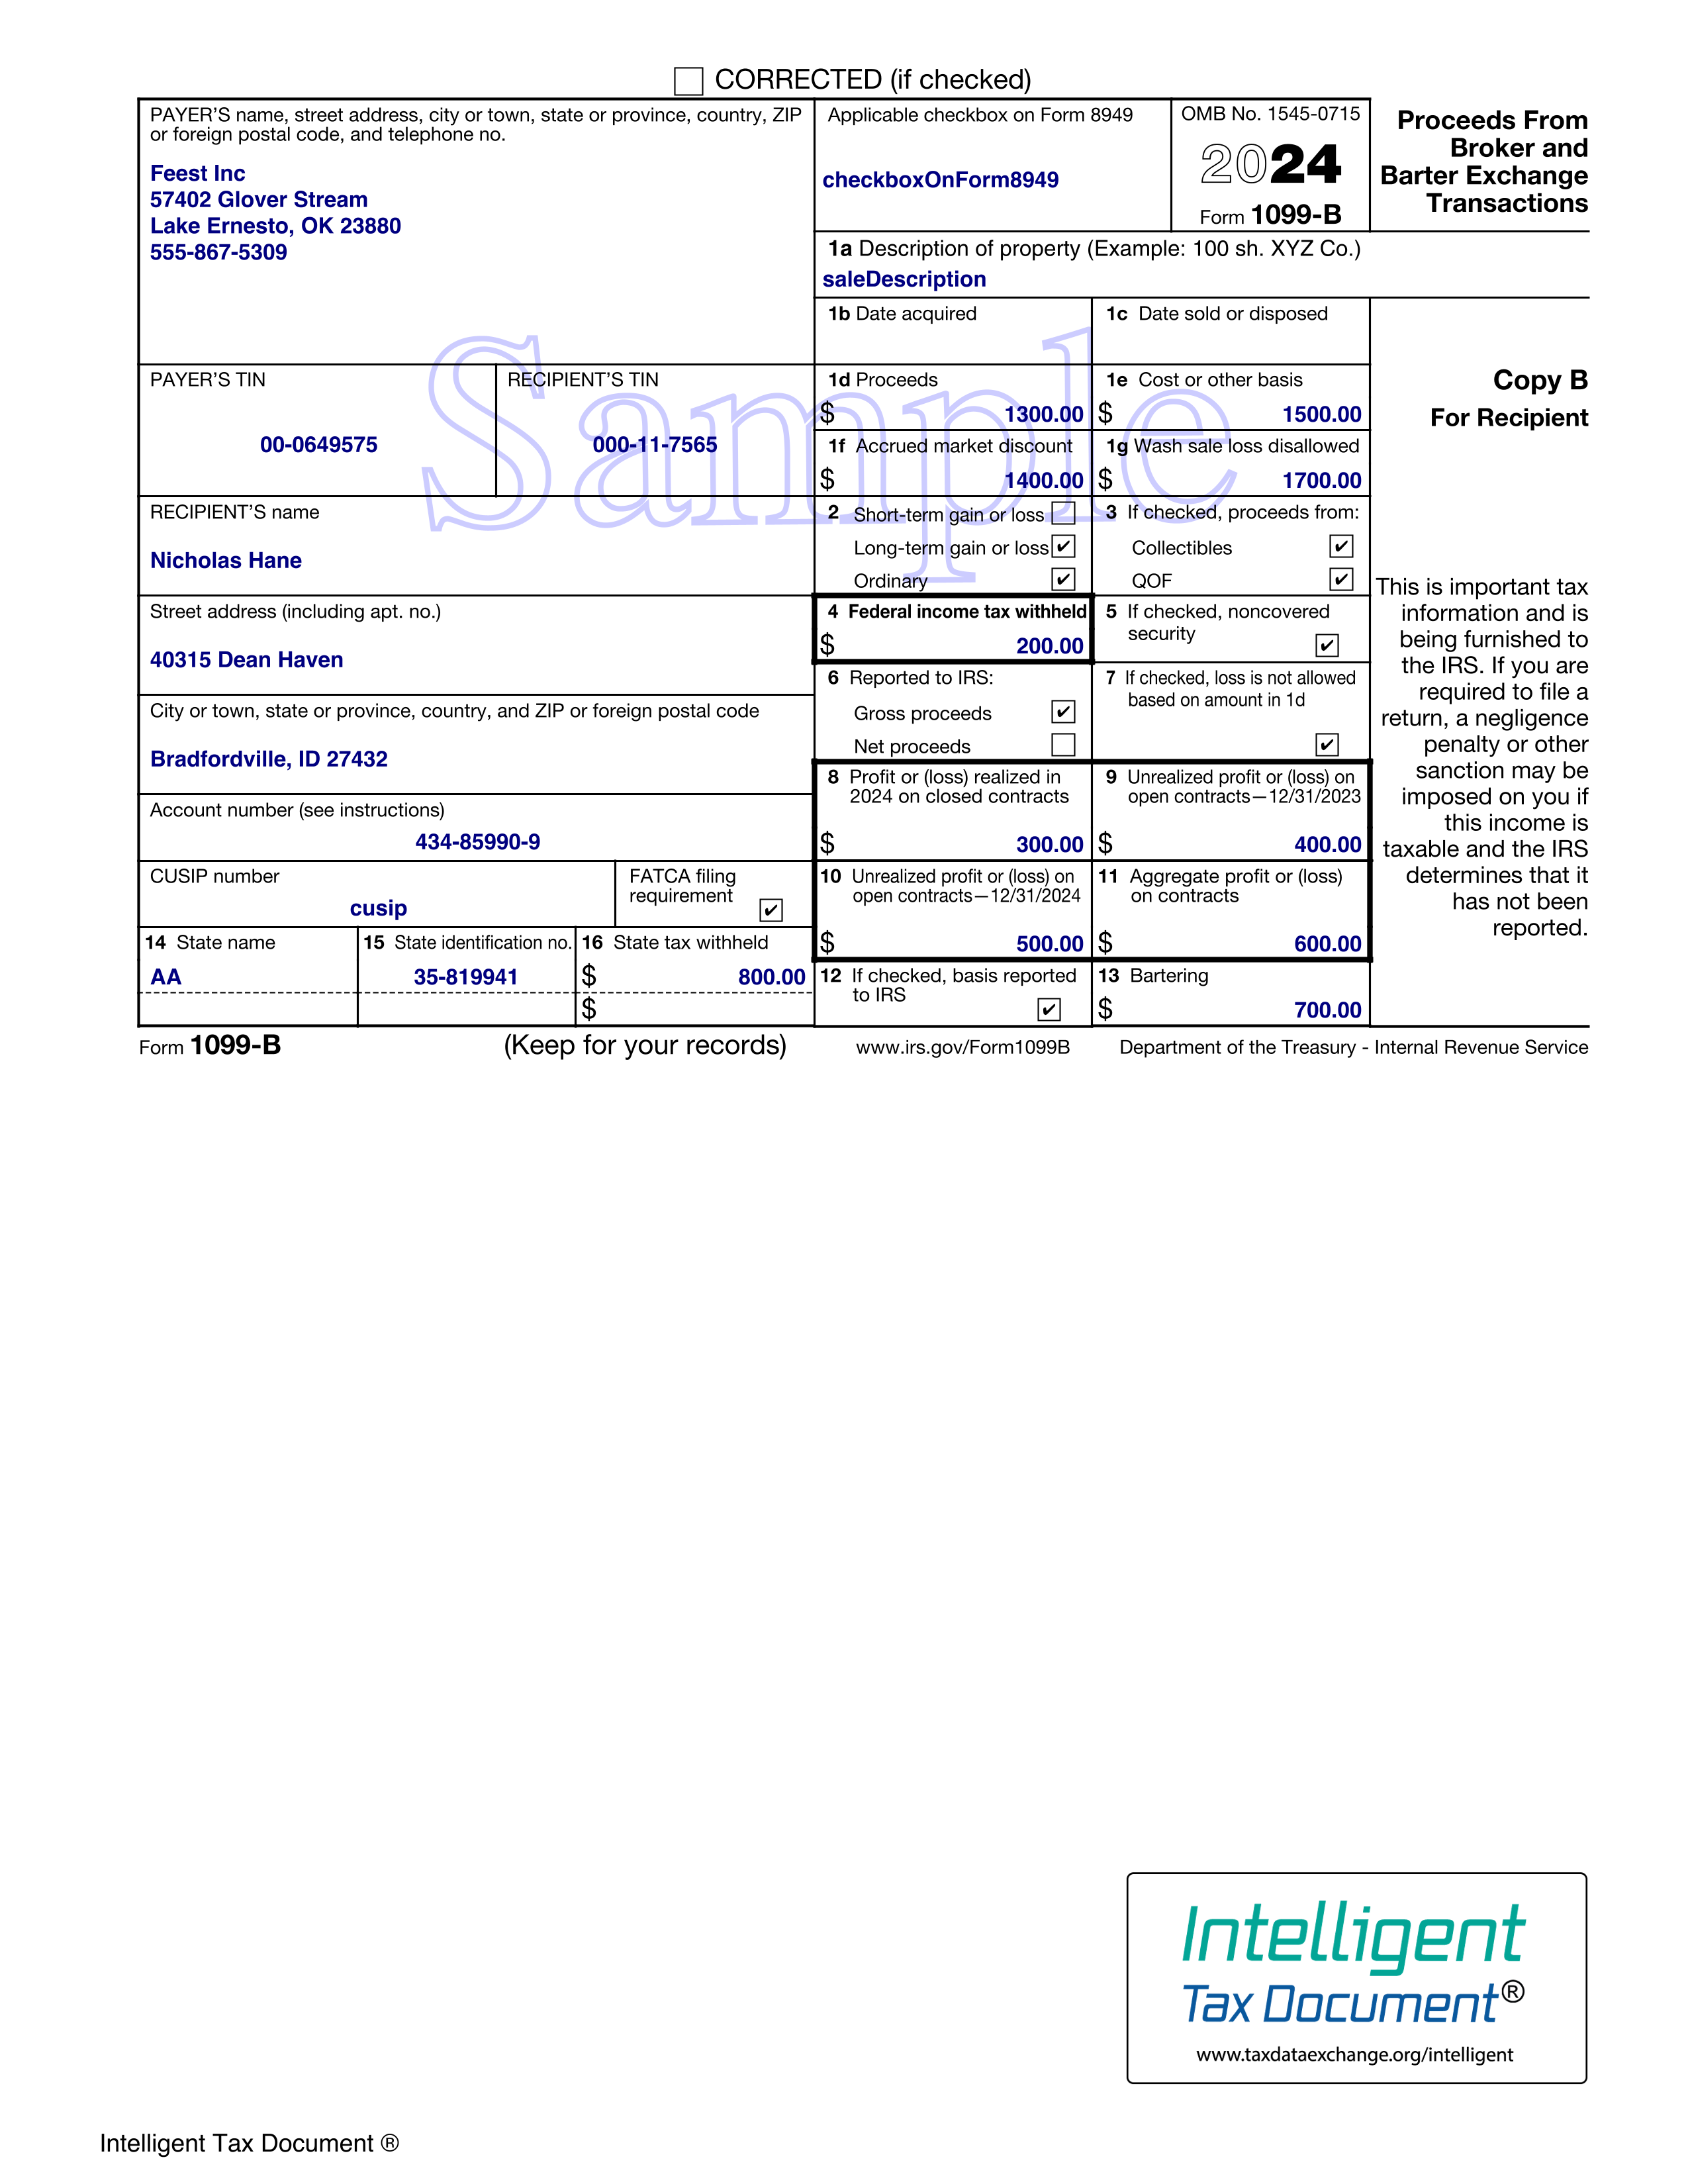 CORRECTED (if checked)
PAYER'S name, street address, city or town, state or province, country, ZIP
or foreign postal code, and telephone no.
Feest Inc
57402 Glover Stream
Lake Ernesto, OK 23880
555-867-5309
Applicable checkbox on Form 8949
checkboxOnForm8949
OMB No. 1545-0715
2024
Form 1099-B
Proceeds From
Broker and
Barter Exchange
Transactions
1a Description of property (Example: 100 sh. XYZ Co.)
saleDescription
1b Date acquired
1c Date sold or disposed
PAYER'S TIN
00-0649575
RECIPIENT'S TIN
000-11-7565
1d Proceeds
$ 1300.00
1e Cost or other basis
$ 1500.00
Copy B
For Recipient
1f Accrued market discount
$ 1400.00
1g Wash sale loss disallowed
$ 1700.00
Sample
RECIPIENT'S name
Nicholas Hane
2 Short-term gain or loss
Long-term gain or loss ✔
Ordinary ✔
3 If checked, proceeds from:
Collectibles ✔
QOF ✔
Street address (including apt. no.)
40315 Dean Haven
4 Federal income tax withheld
$ 200.00
5 If checked, noncovered
security ✔
City or town, state or province, country, and ZIP or foreign postal code
Bradfordville, ID 27432
6 Reported to IRS:
Gross proceeds ✔
Net proceeds
7 If checked, loss is not allowed
based on amount in 1d
✔
Account number (see instructions)
434-85990-9
8 Profit or (loss) realized in
2024 on closed contracts
$ 300.00
9 Unrealized profit or (loss) on
open contracts—12/31/2023
$ 400.00
CUSIP number
cusip
FATCA filing
requirement ✔
10 Unrealized profit or (loss) on
open contracts—12/31/2024
$ 500.00
11 Aggregate profit or (loss)
on contracts
$ 600.00
14 State name
AA
15 State identification no.
35-819941
16 State tax withheld
$ 800.00
$
12 If checked, basis reported
to IRS ✔
13 Bartering
$ 700.00
This is important tax
information and is
being furnished to
the IRS. If you are
required to file a
return, a negligence
penalty or other
sanction may be
imposed on you if
this income is
taxable and the IRS
determines that it
has not been
reported.
Form 1099-B
(Keep for your records)
www.irs.gov/Form1099B
Department of the Treasury - Internal Revenue Service
Intelligent
Tax Document®
www.taxdataexchange.org/intelligent
Intelligent Tax Document ®